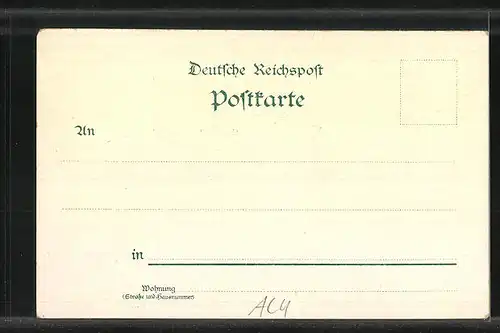 Deutsche Reichspost
Postkarte
An
in
Wohnung
(Straße und Hausnummer)
AC4